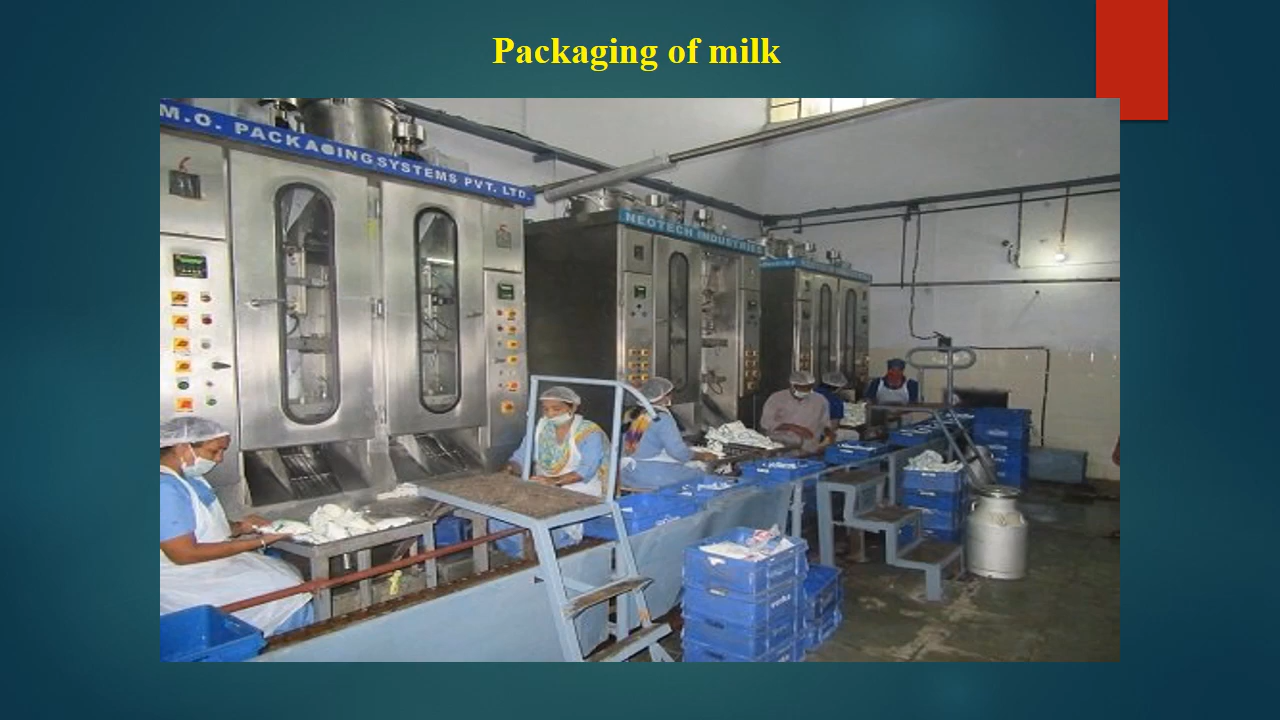 Packaging of milk
M.O. PACKAGING SYSTEMS PVT. LTD.
NEOTECH INDUSTRIES